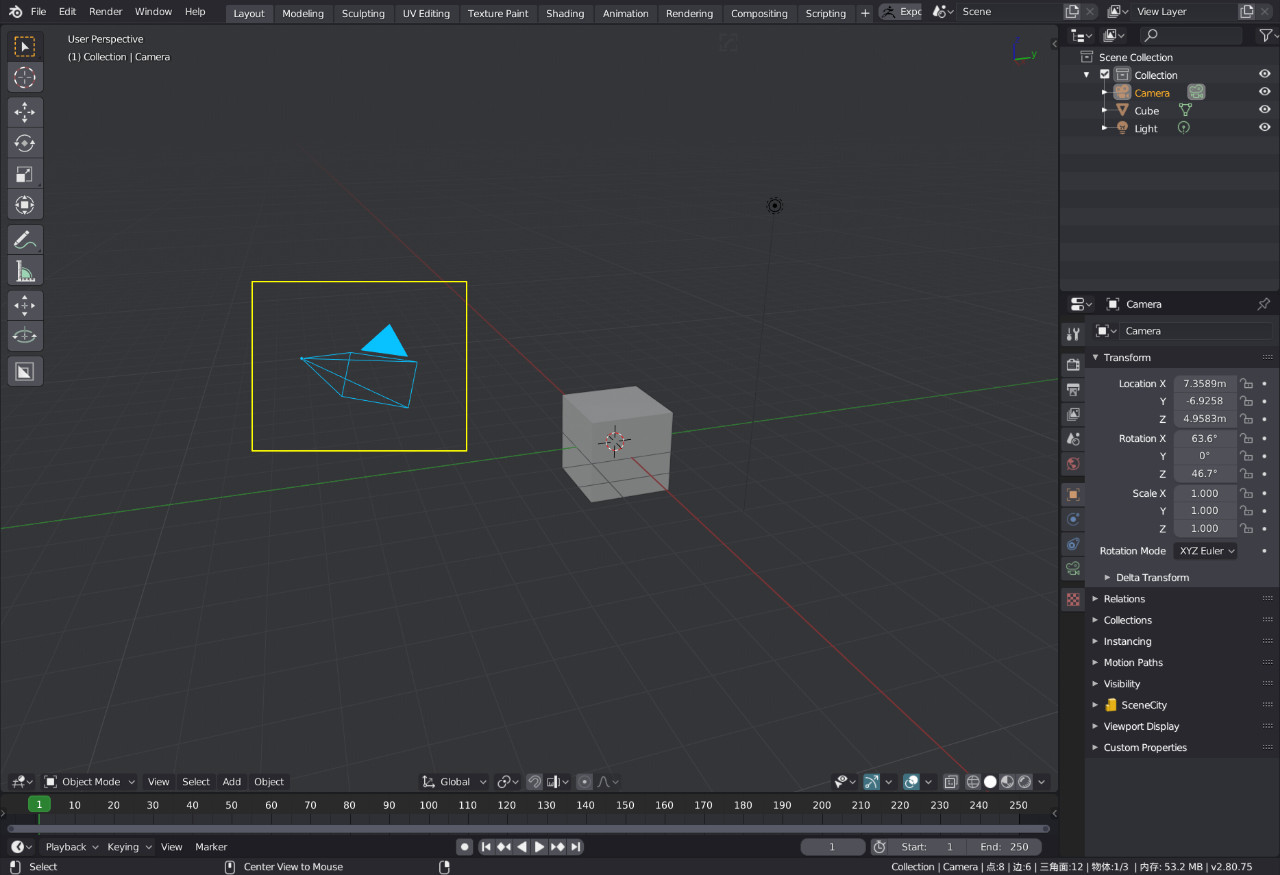 File Edit Render Window Help Layout Modeling Sculpting UV Editing Texture Paint Shading Animation Rendering Compositing Scripting + Expo Scene View Layer
User Perspective
(1) Collection | Camera
y
Scene Collection
Collection
Camera
Cube
Light
Camera
Camera
Transform
Location X 7.3589m
Y -6.9258
Z 4.9583m
Rotation X 63.6°
Y 0°
Z 46.7°
Scale X 1.000
Y 1.000
Z 1.000
Rotation Mode XYZ Euler
Delta Transform
Relations
Collections
Instancing
Motion Paths
Visibility
SceneCity
Viewport Display
Custom Properties
Object Mode View Select Add Object Global
1 10 20 30 40 50 60 70 80 90 100 110 120 130 140 150 160 170 180 190 200 210 220 230 240 250
Playback Keying View Marker 1 Start: 1 End: 250
Select Center View to Mouse Collection | Camera | 点:8 | 边:6 | 三角面:12 | 物体:1/3 | 内存: 53.2 MB | v2.80.75